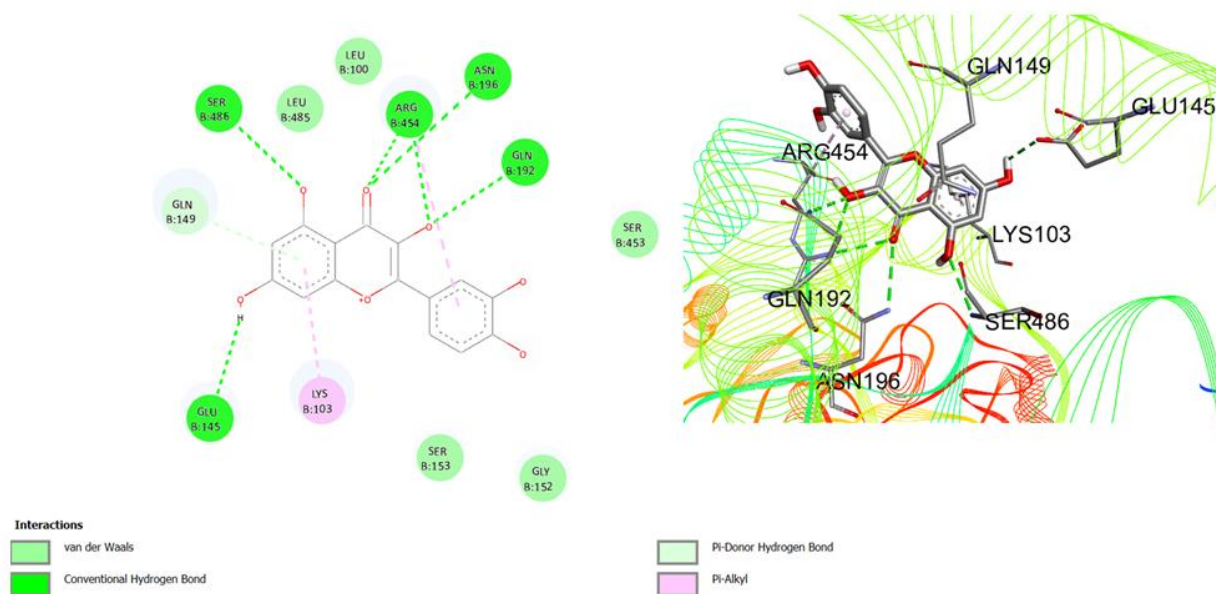 LEU
B:100
ASN
B:196
SER
B:486
LEU
B:485
ARG
B:454
GLN
B:192
GLN
B:149
SER
B:453
O
O
O
O
H
O+
O
O
LYS
B:103
GLU
B:145
SER
B:153
GLY
B:152
GLN149
GLU145
ARG454
LYS103
GLN192
SER486
ASN196
Interactions
van der Waals
Conventional Hydrogen Bond
Pi-Donor Hydrogen Bond
Pi-Alkyl